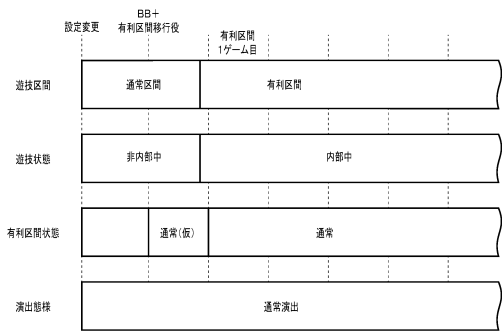 BB+
設定変更
有利区間移行役
有利区間
1ゲーム目
遊技区間
通常区間
有利区間
遊技状態
非内部中
内部中
有利区間状態
通常(仮)
通常
演出態様
通常演出